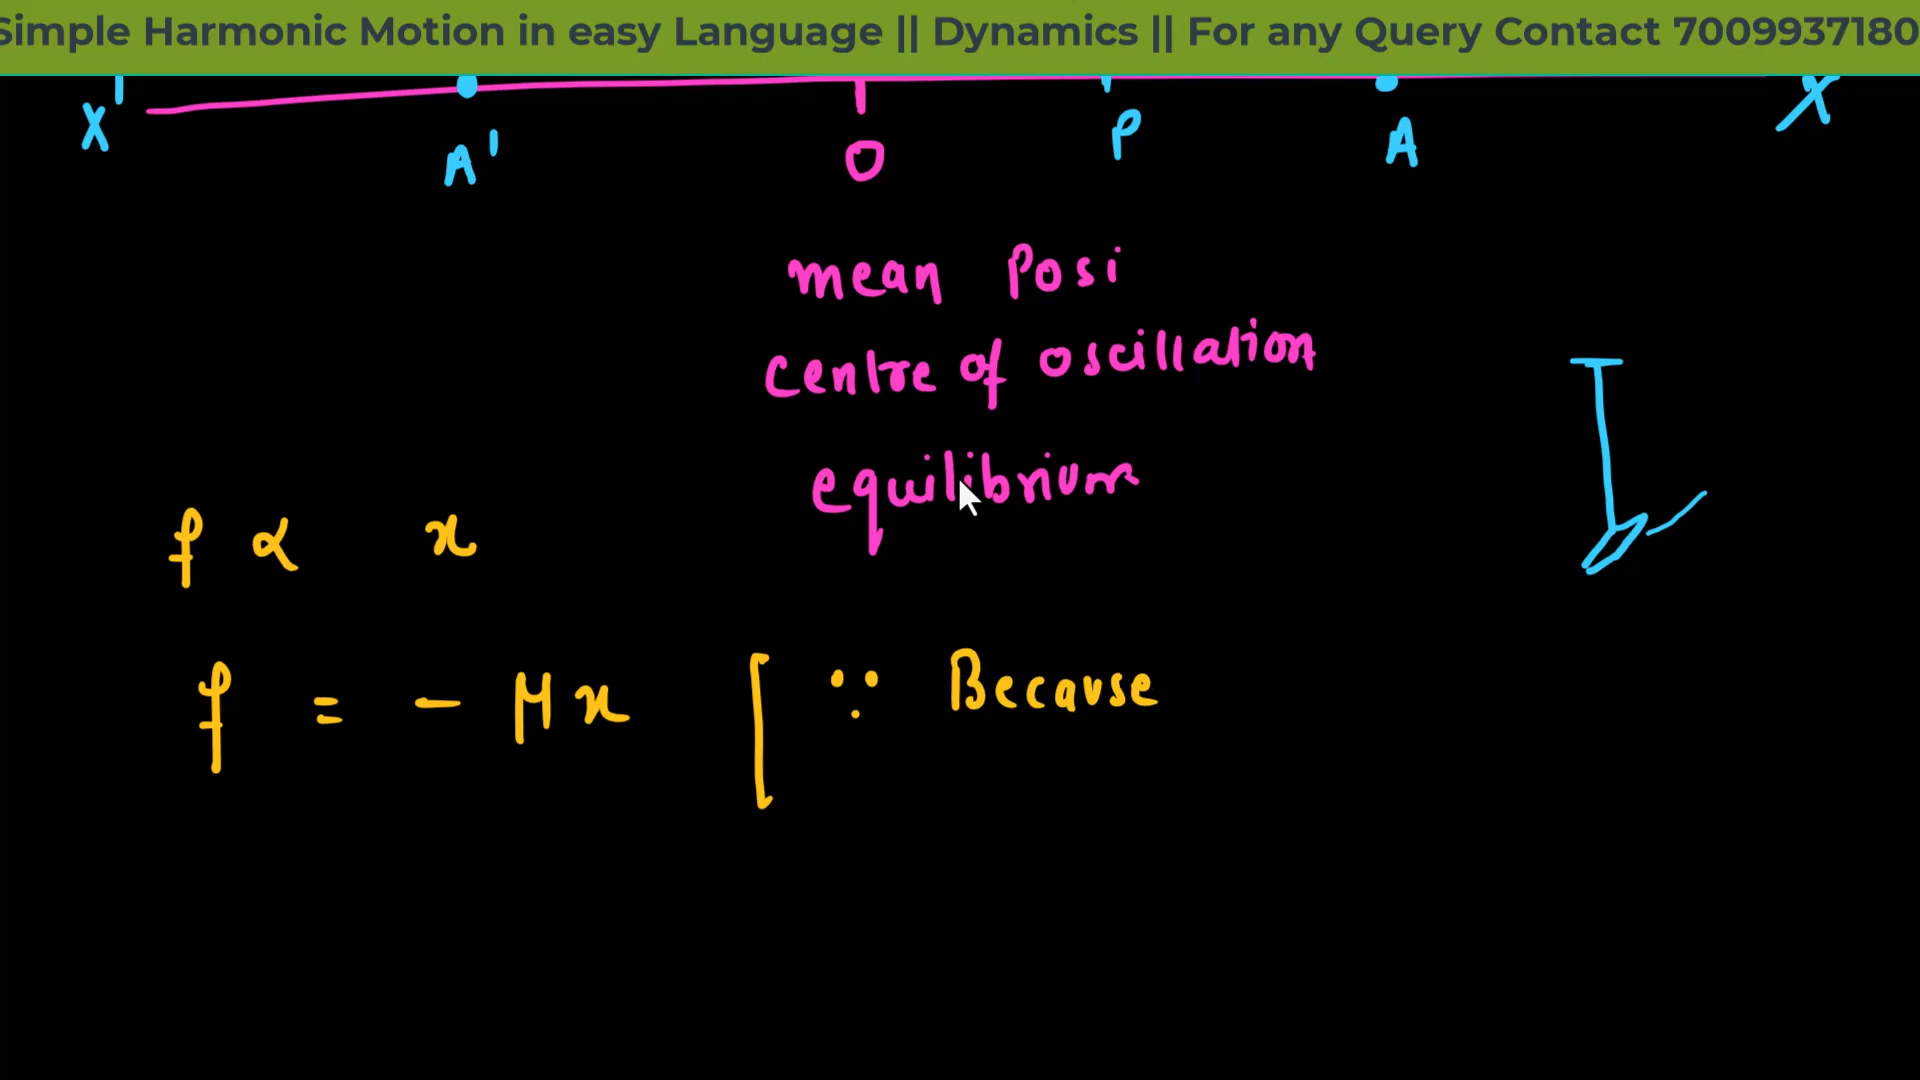 Simple Harmonic Motion in easy Language || Dynamics || For any Query Contact 7009937180
X' A' O P A X
mean Posi
Centre of oscillation
equilibrium
f ∝ x
f = - μx [ ∵ Because